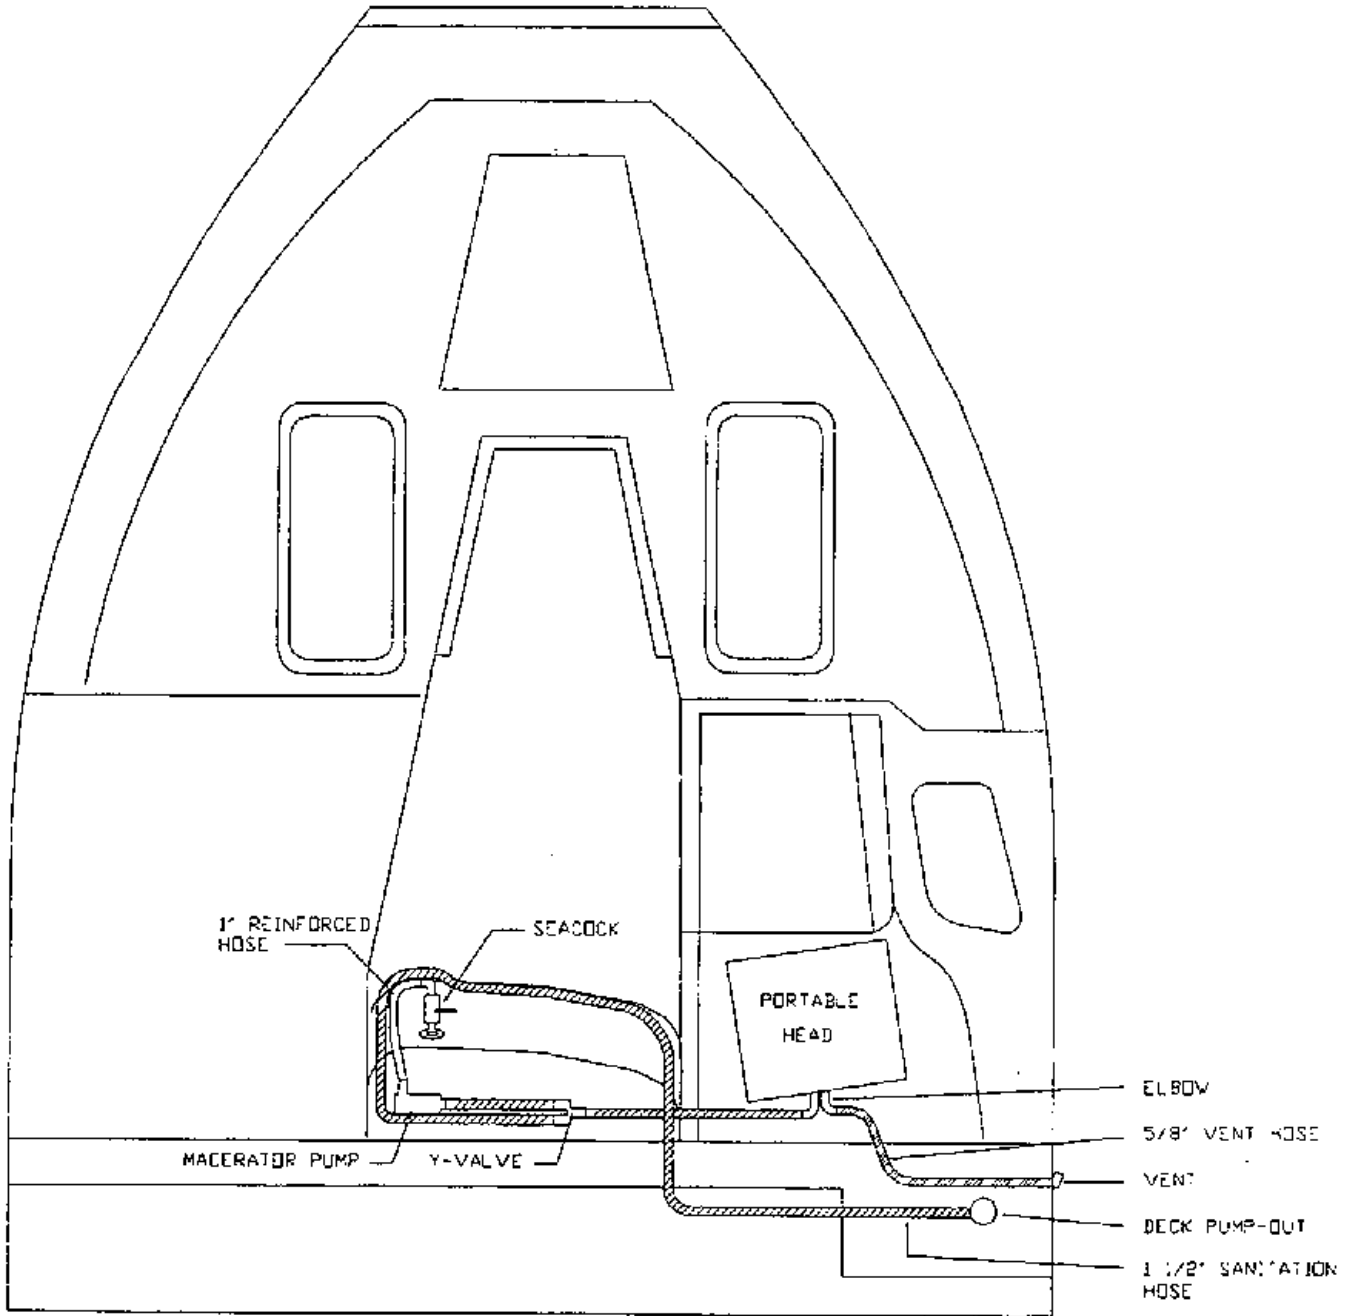 1" REINFORCED
HOSE
SEACOCK
PORTABLE
HEAD
ELBOW
5/8" VENT HOSE
MACERATOR PUMP
Y-VALVE
VENT
DECK PUMP-OUT
1 1/2" SANITATION
HOSE